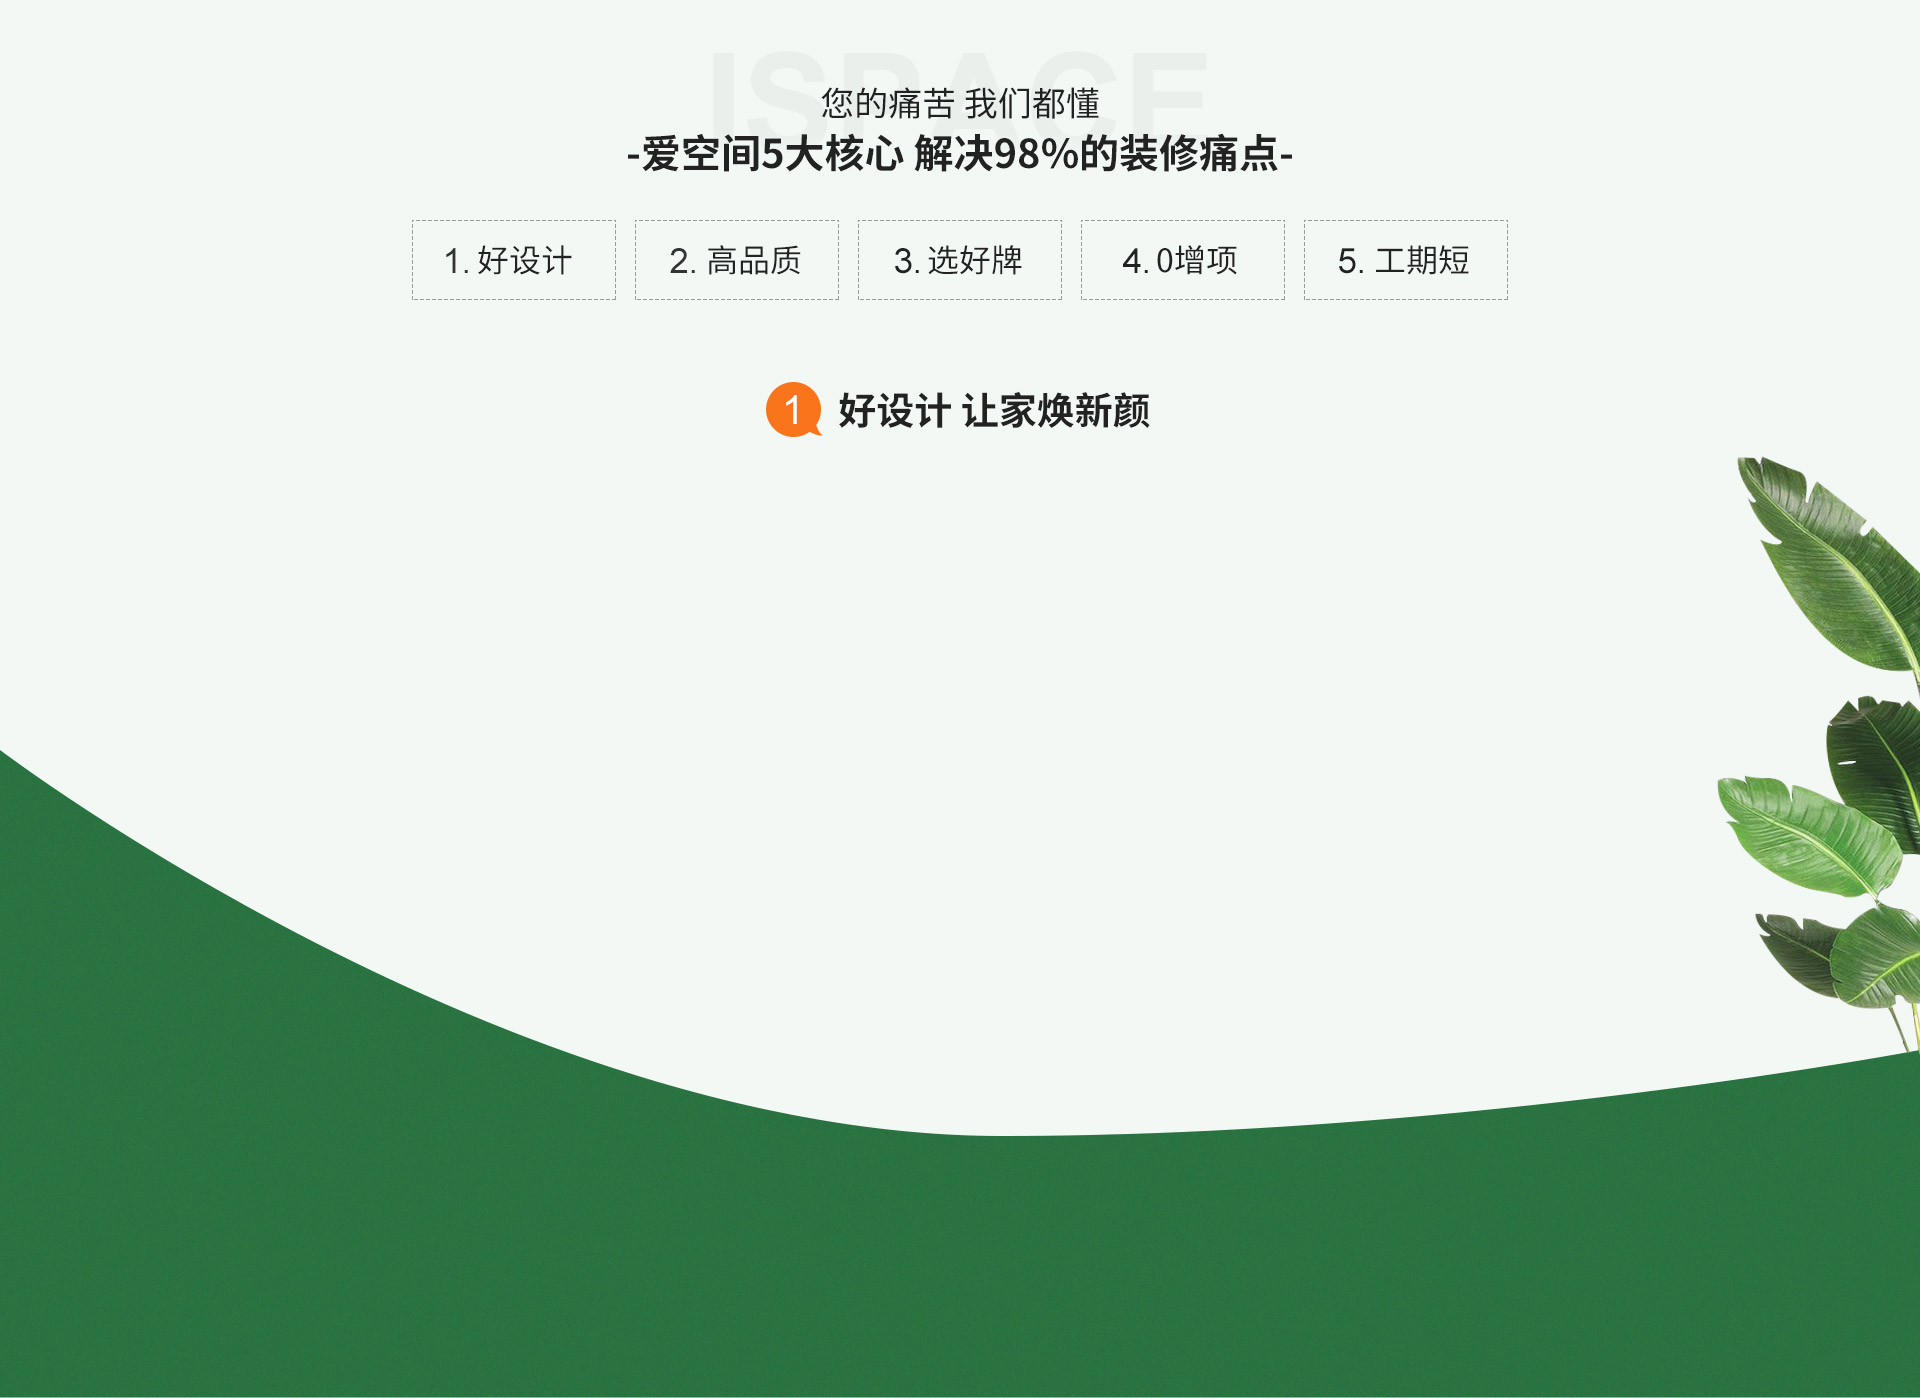 ISPACE
您的痛苦 我们都懂
-爱空间5大核心 解决98%的装修痛点-
1. 好设计
2. 高品质
3. 选好牌
4. 0增项
5. 工期短
1 好设计 让家焕新颜